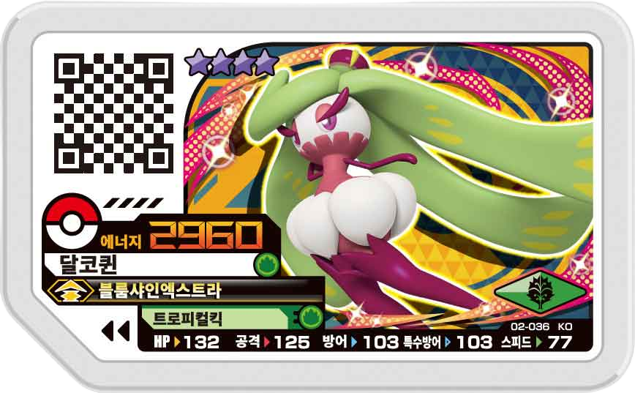 에너지 2960
달코퀸
블룸샤인엑스트라
트로피컬킥
02-036 KO
HP 132 공격 125 방어 103 특수방어 103 스피드 77